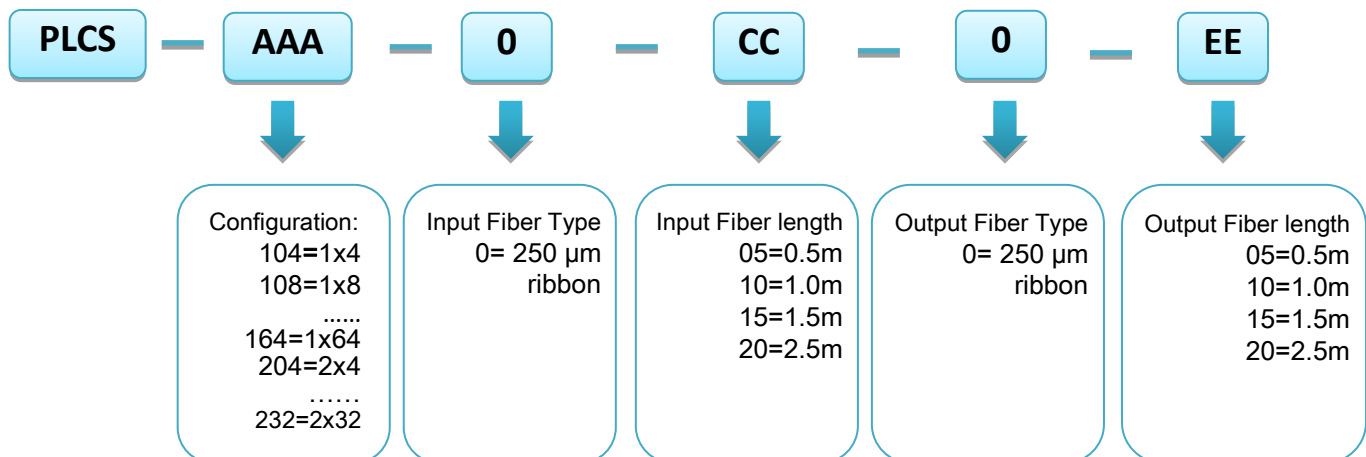 PLCS – AAA – 0 – CC – 0 – EE
Configuration:
104=1x4
108=1x8
......
164=1x64
204=2x4
......
232=2x32
Input Fiber Type
0= 250 µm
ribbon
Input Fiber length
05=0.5m
10=1.0m
15=1.5m
20=2.5m
Output Fiber Type
0= 250 µm
ribbon
Output Fiber length
05=0.5m
10=1.0m
15=1.5m
20=2.5m